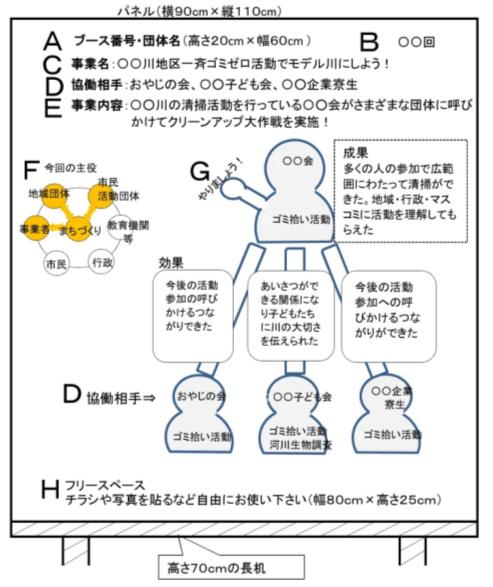 パネル(横90cm×縦110cm)
A ブース番号・団体名(高さ20cm×幅60cm)
B 〇〇回
C 事業名:〇〇川地区一斉ゴミゼロ活動でモデル川にしよう!
D 協働相手:おやじの会、〇〇子ども会、〇〇企業寮生
E 事業内容:〇〇川の清掃活動を行っている〇〇会がさまざまな団体に呼び
かけてクリーンアップ大作戦を実施!
F 今回の主役
地域団体
市民
活動団体
事業者
まちづくり
教育機関
等
市民
行政
G
やりましょう!
〇〇会
ゴミ拾い活動
成果
多くの人の参加で広範
囲にわたって清掃がで
きた。地域・行政・マス
コミに活動を理解しても
らえた
効果
今後の活動
参加の呼び
かけるつな
がりできた
あいさつがで
きる関係にな
り子どもたち
に川の大切さ
を伝えられた
今後の活動
参加への呼
びかけるつな
がりができた
D 協働相手⇒
おやじの会
ゴミ拾い活動
〇〇子ども会
ゴミ拾い活動
河川生物調査
〇〇企業
寮生
ゴミ拾い活動
H フリースペース
チラシや写真を貼るなど自由にお使い下さい(幅80cm×高さ25cm)
高さ70cmの長机